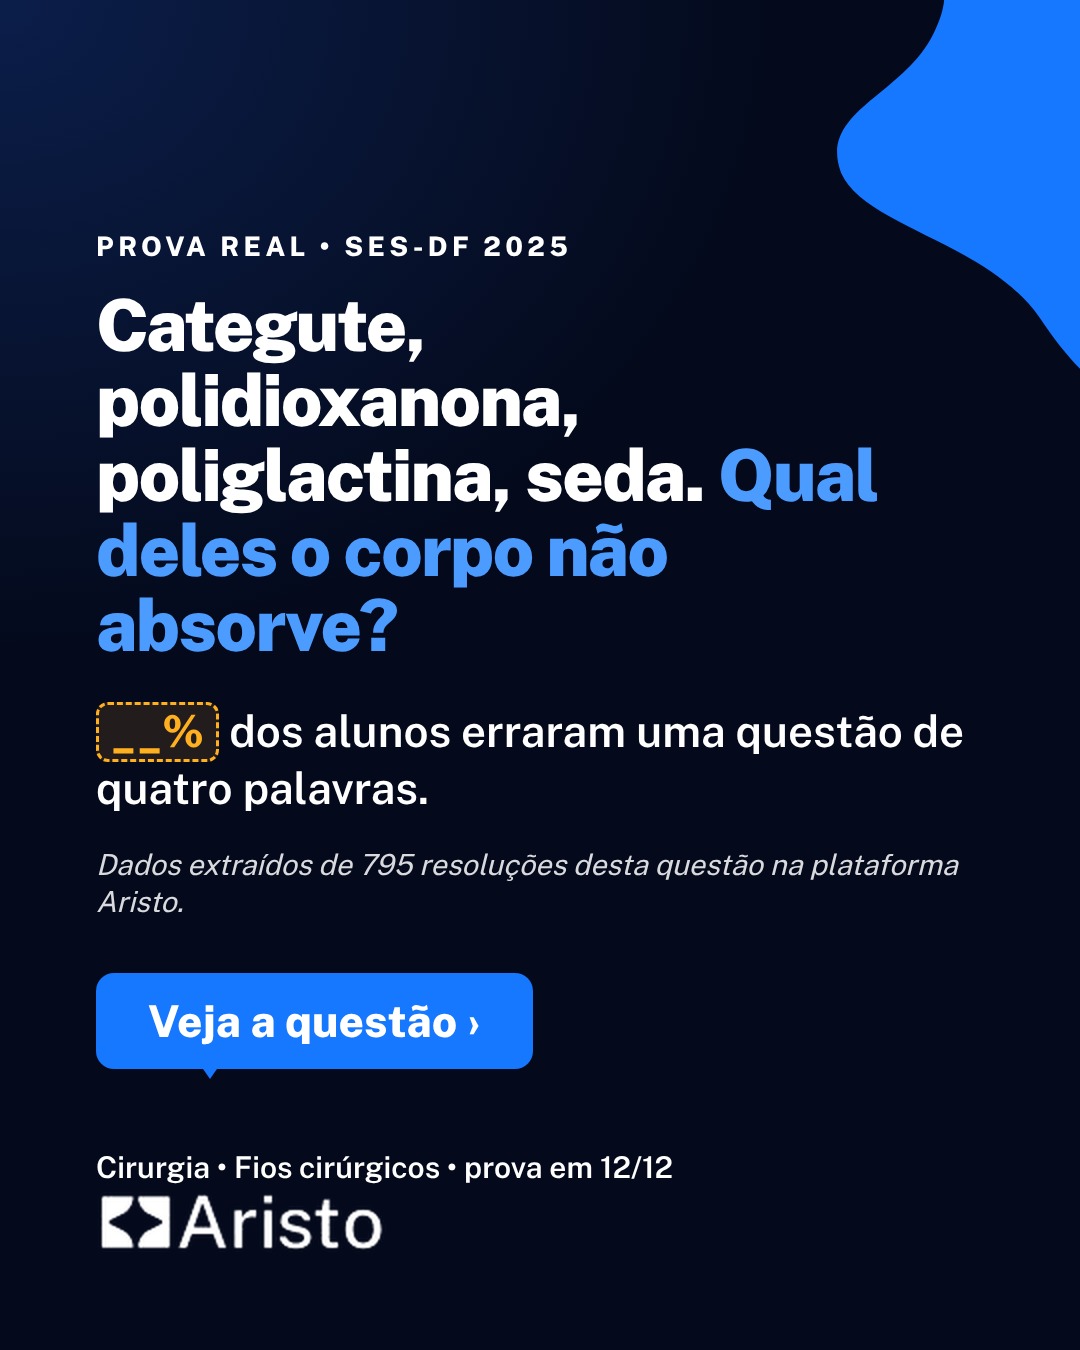 PROVA REAL • SES-DF 2025
Categute,
polidioxanona,
poliglactina, seda. Qual
deles o corpo não
absorve?
__% dos alunos erraram uma questão de
quatro palavras.
Dados extraídos de 795 resoluções desta questão na plataforma
Aristo.
Veja a questão ›
Cirurgia • Fios cirúrgicos • prova em 12/12
Aristo